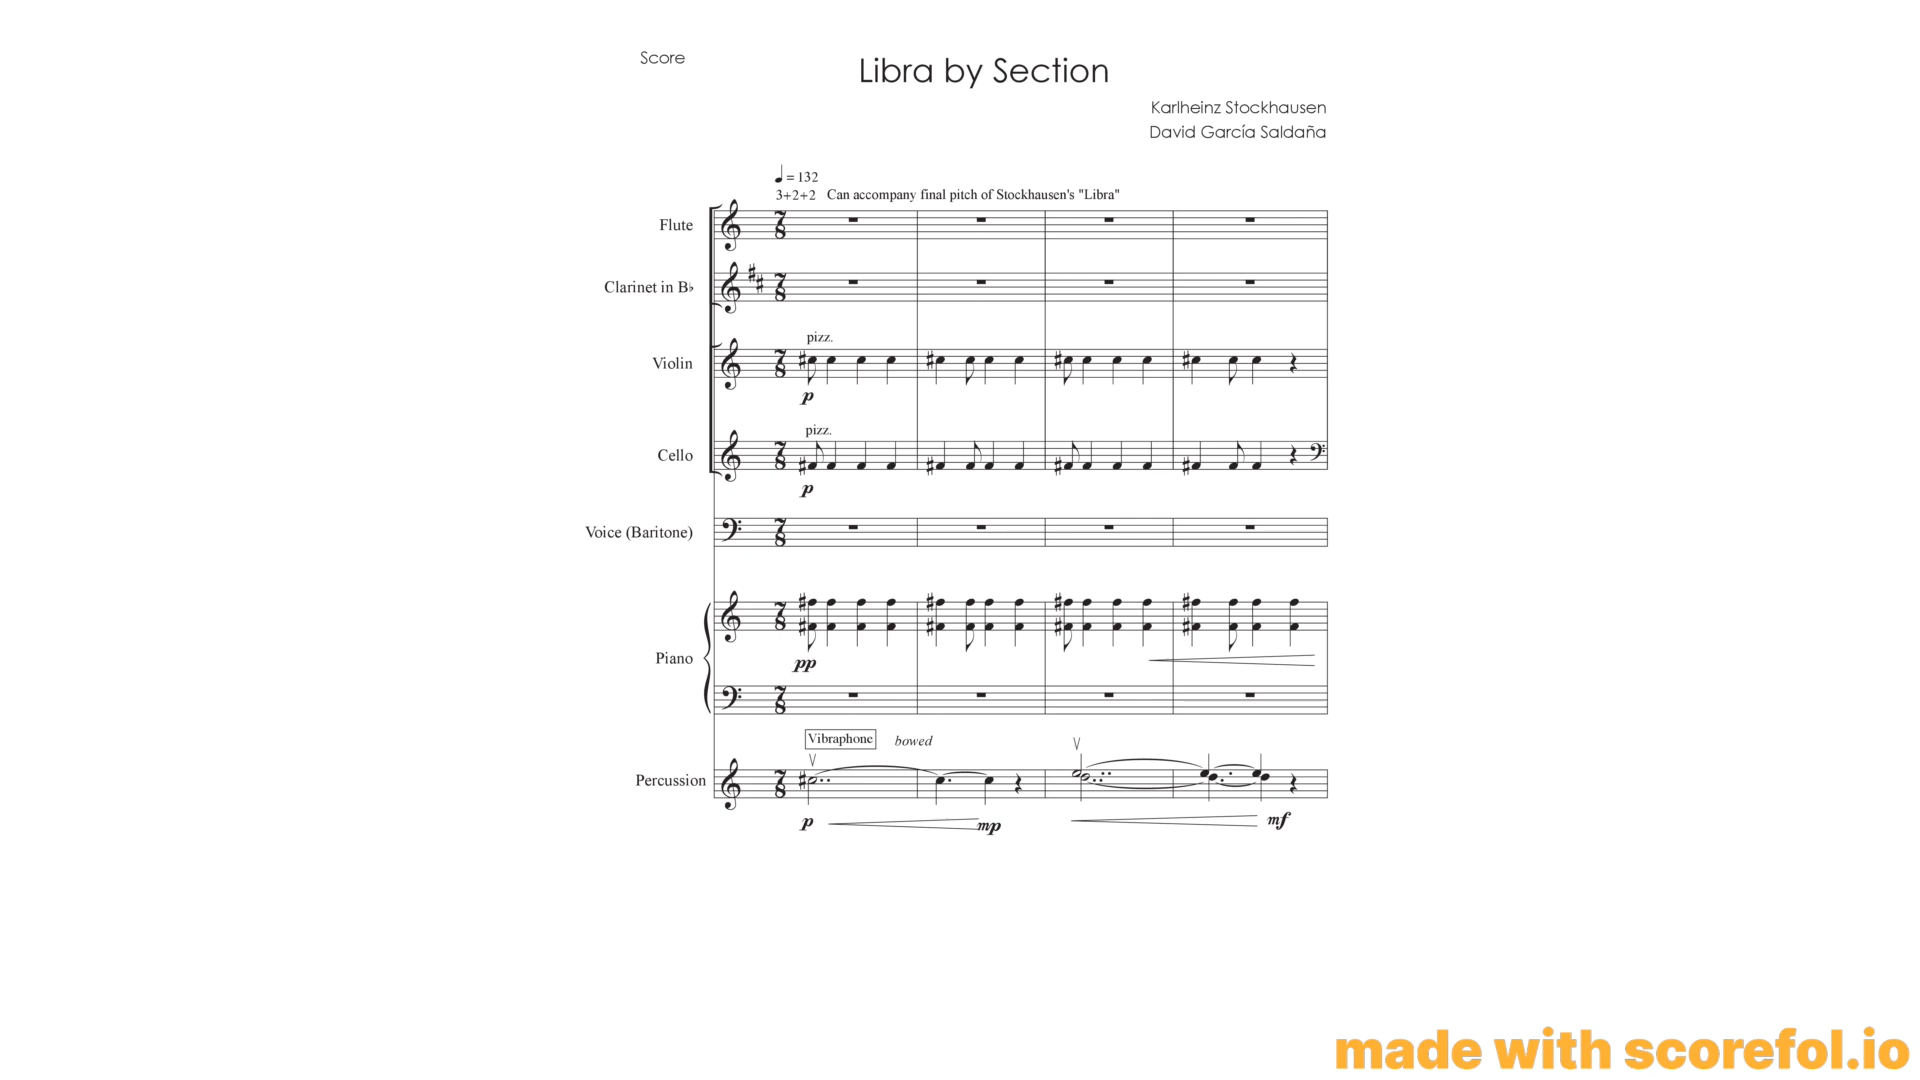 Score
Libra by Section
Karlheinz Stockhausen
David García Saldaña
♩ = 132
3+2+2 Can accompany final pitch of Stockhausen's "Libra"
Flute
Clarinet in B♭
pizz.
Violin
p
pizz.
Cello
p
Voice (Baritone)
Piano
pp
Vibraphone bowed
Percussion
p mp mf
made with scorefol.io